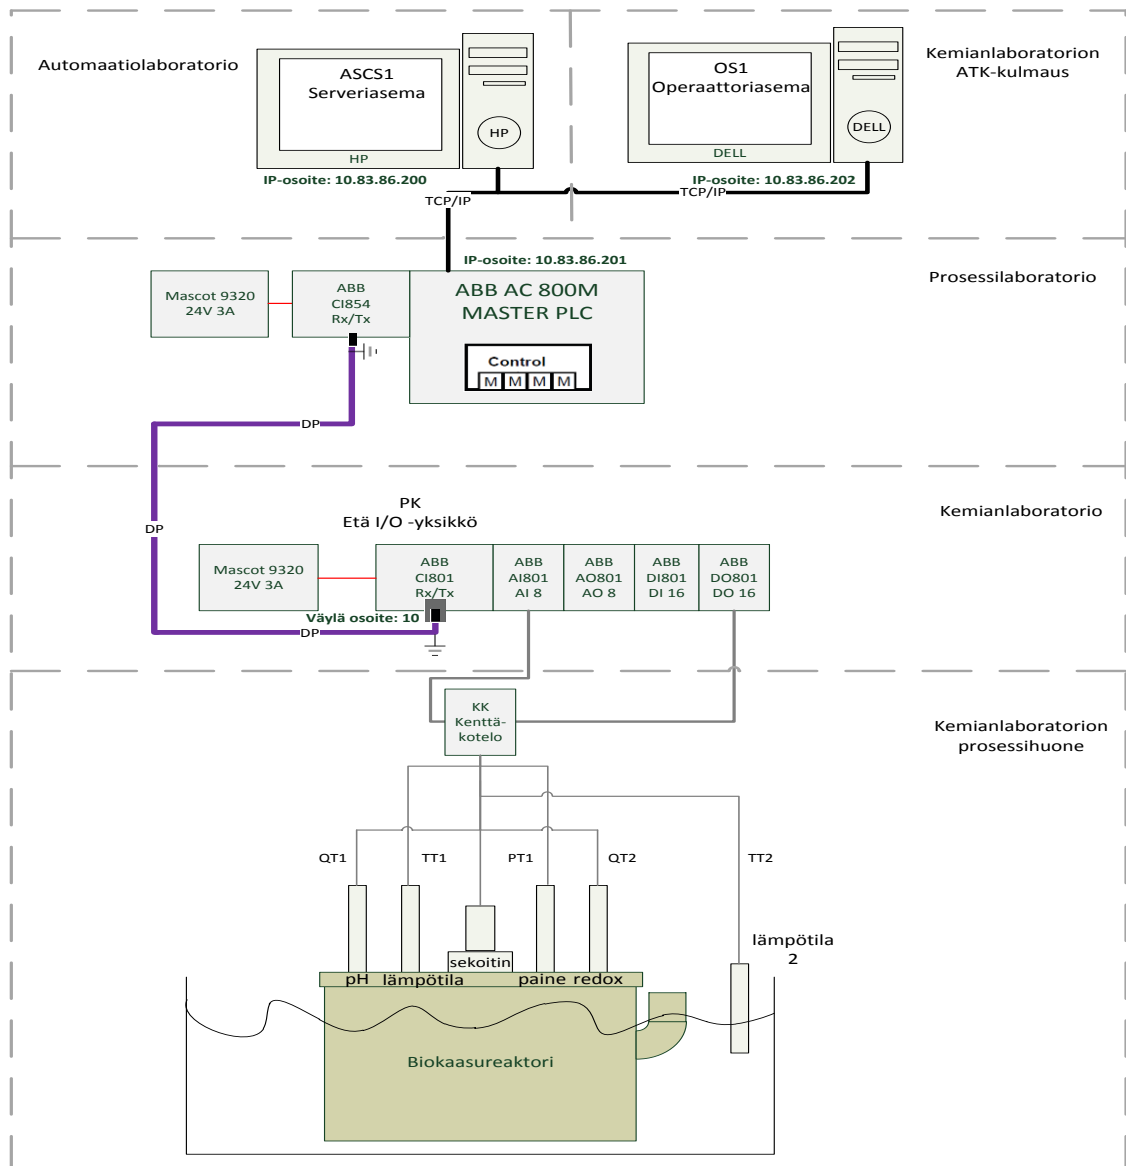 Automaatiolaboratorio
ASCS1
Serveriasema
HP
HP
IP-osoite: 10.83.86.200
OS1
Operaattoriasema
DELL
DELL
IP-osoite: 10.83.86.202
Kemianlaboratorion
ATK-kulmaus
TCP/IP
TCP/IP
IP-osoite: 10.83.86.201
Prosessilaboratorio
Mascot 9320
24V 3A
ABB
CI854
Rx/Tx
ABB AC 800M
MASTER PLC
Control
M M M M
DP
DP
PK
Etä I/O -yksikkö
Kemianlaboratorio
Mascot 9320
24V 3A
ABB
CI801
Rx/Tx
ABB
AI801
AI 8
ABB
AO801
AO 8
ABB
DI801
DI 16
ABB
DO801
DO 16
Väylä osoite: 10
DP
KK
Kenttä-
kotelo
Kemianlaboratorion
prosessihuone
QT1
TT1
PT1
QT2
TT2
lämpötila
2
sekoitin
pH
lämpötila
paine
redox
Biokaasureaktori